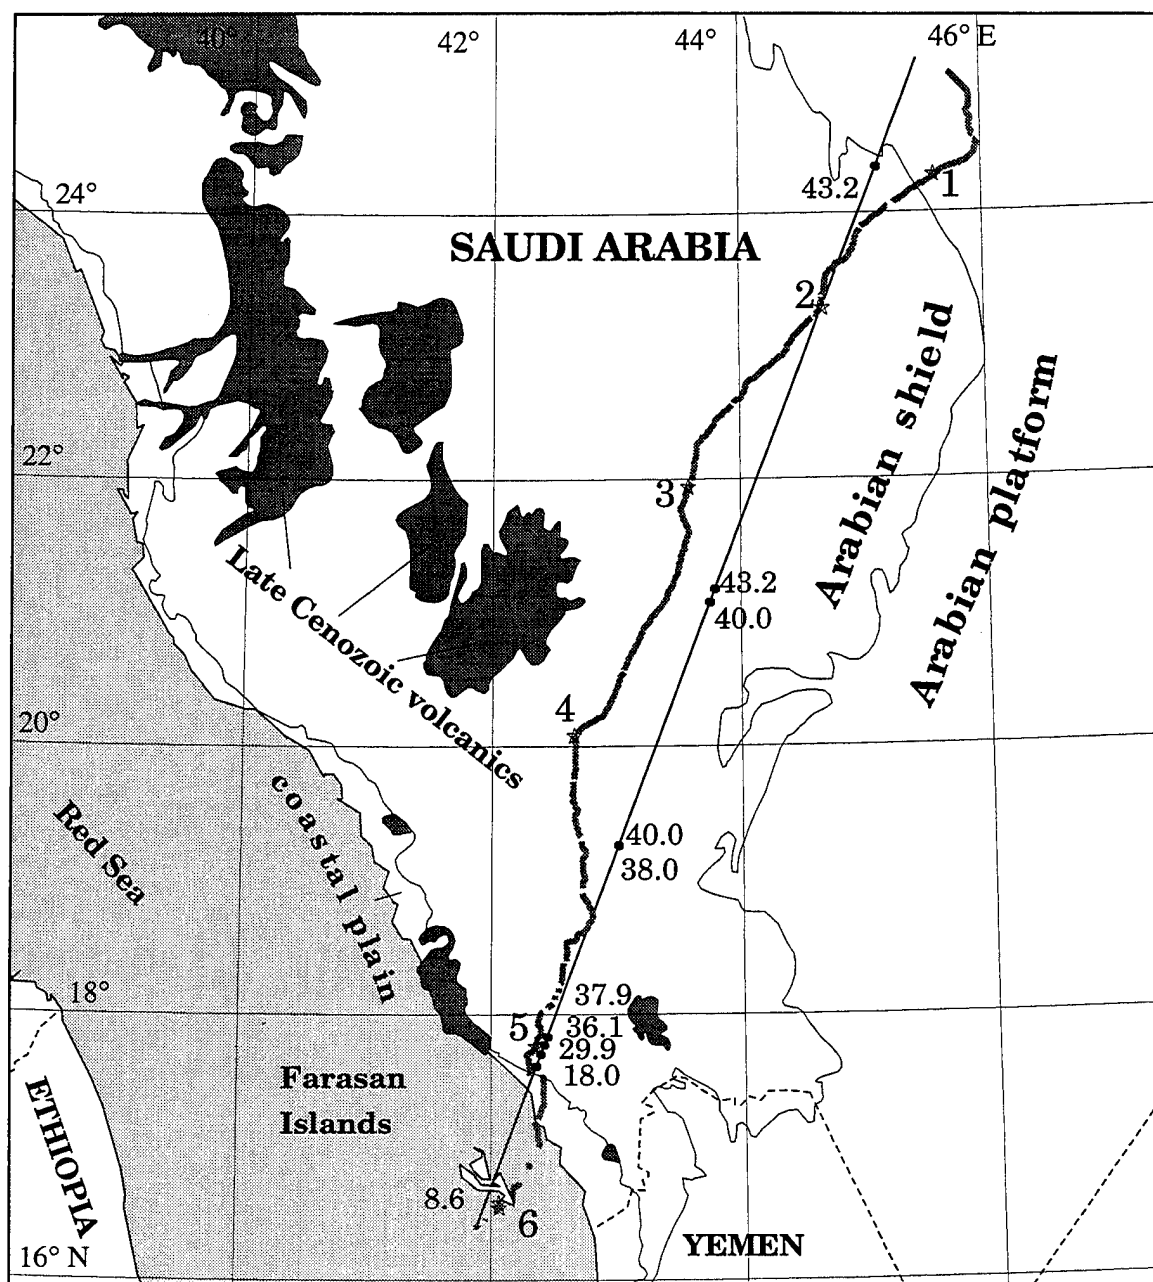 40°
42°
44°
46° E
43.2
1
24°
SAUDI ARABIA
2
Arabian shield
Arabian platform
22°
3
Late Cenozoic volcanics
43.2
40.0
4
20°
coastal plain
Red Sea
40.0
38.0
18°
37.9
5
36.1
29.9
18.0
Farasan
Islands
ETHIOPIA
8.6
6
YEMEN
16° N